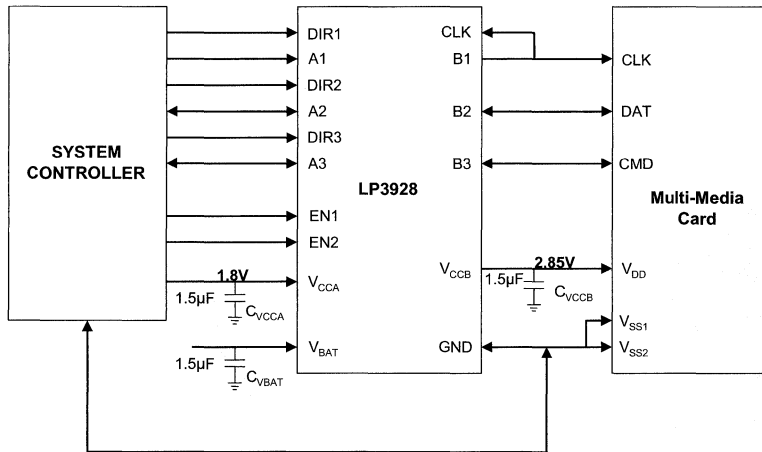 SYSTEM
CONTROLLER
DIR1
A1
DIR2
A2
DIR3
A3
EN1
EN2
1.8V
VCCA
1.5µF
CVCCA
VBAT
1.5µF
CVBAT
LP3928
CLK
B1
B2
B3
VCCB
2.85V
1.5µF
CVCCB
GND
CLK
DAT
CMD
Multi-Media
Card
VDD
VSS1
VSS2